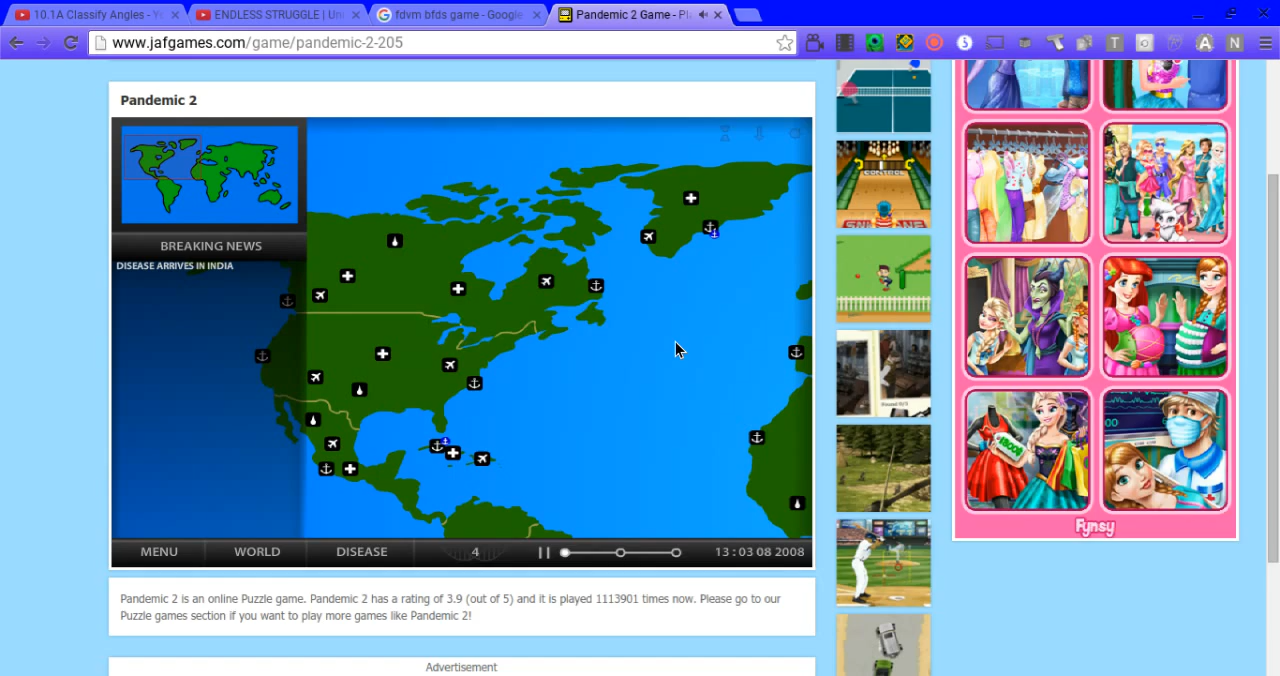 10.1A Classify Angles - Y
ENDLESS STRUGGLE | Un
fdvm bfds game - Google
Pandemic 2 Game - Pl
www.jafgames.com/game/pandemic-2-205
Pandemic 2
BREAKING NEWS
DISEASE ARRIVES IN INDIA
MENU
WORLD
DISEASE
4
13 : 03 08 2008
Pandemic 2 is an online Puzzle game. Pandemic 2 has a rating of 3.9 (out of 5) and it is played 1113901 times now. Please go to our
Puzzle games section if you want to play more games like Pandemic 2!
Advertisement
Fynsy